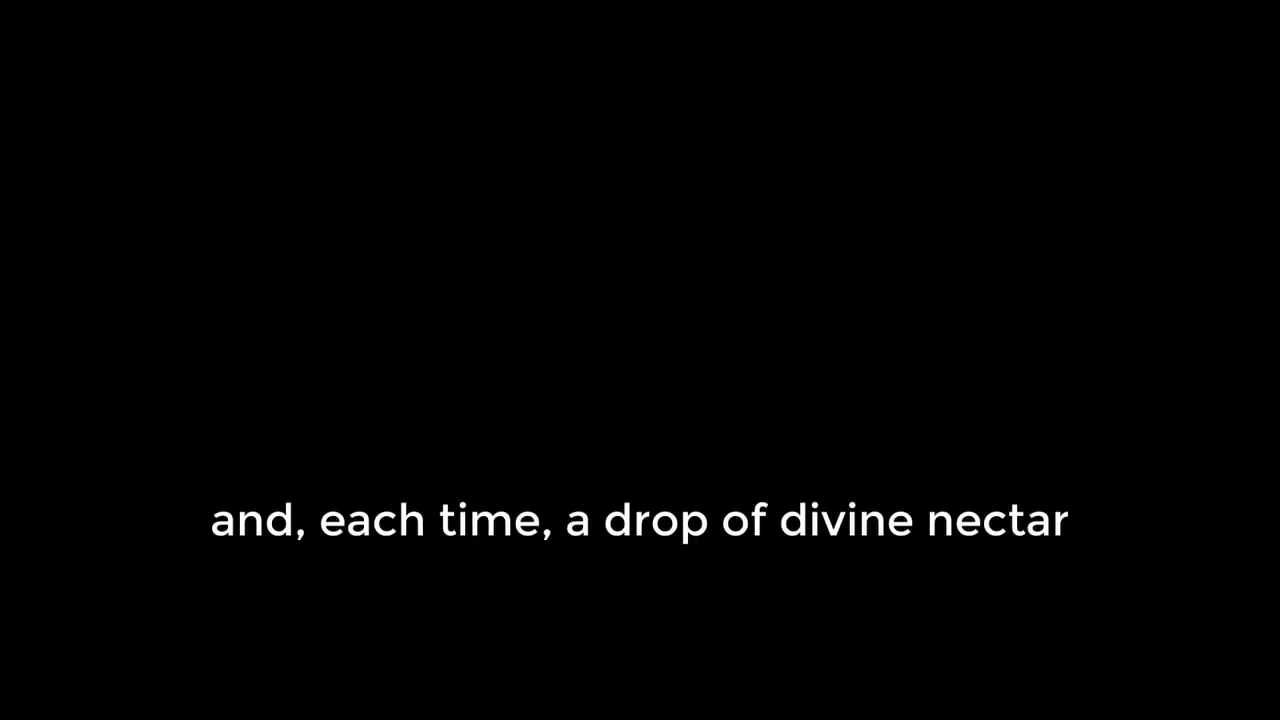 and, each time, a drop of divine nectar